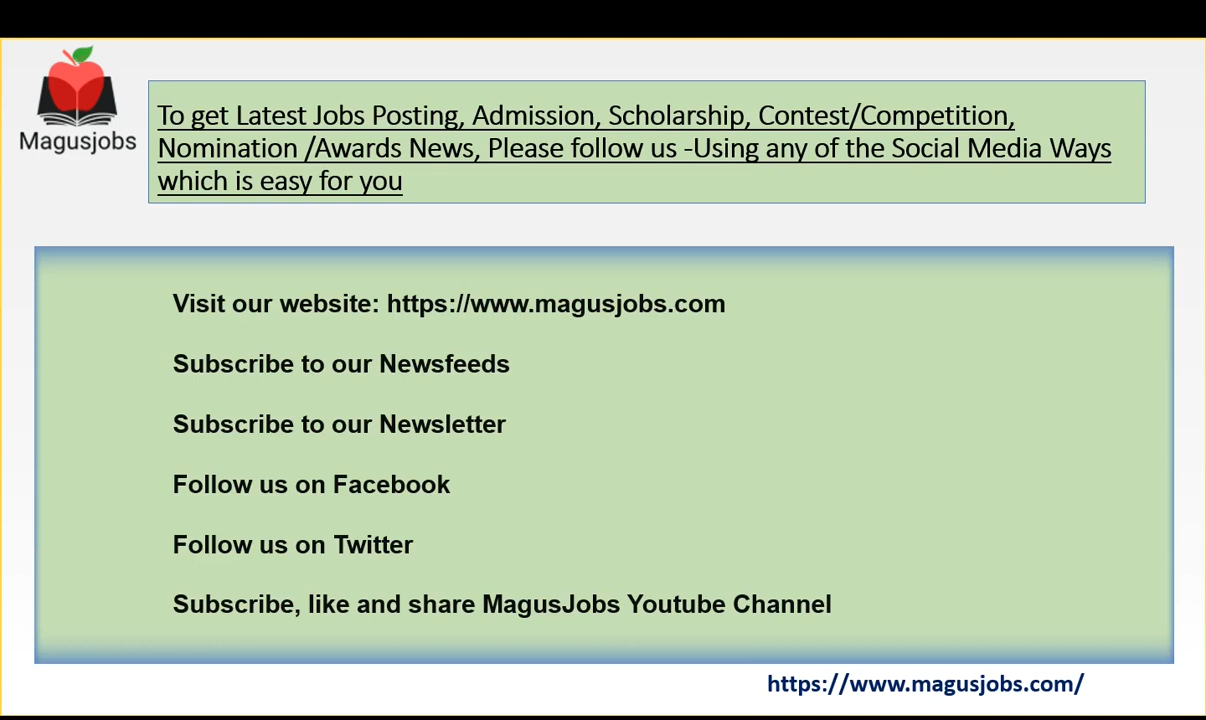 Magusjobs
To get Latest Jobs Posting, Admission, Scholarship, Contest/Competition,
Nomination /Awards News, Please follow us -Using any of the Social Media Ways
which is easy for you
Visit our website: https://www.magusjobs.com
Subscribe to our Newsfeeds
Subscribe to our Newsletter
Follow us on Facebook
Follow us on Twitter
Subscribe, like and share MagusJobs Youtube Channel
https://www.magusjobs.com/